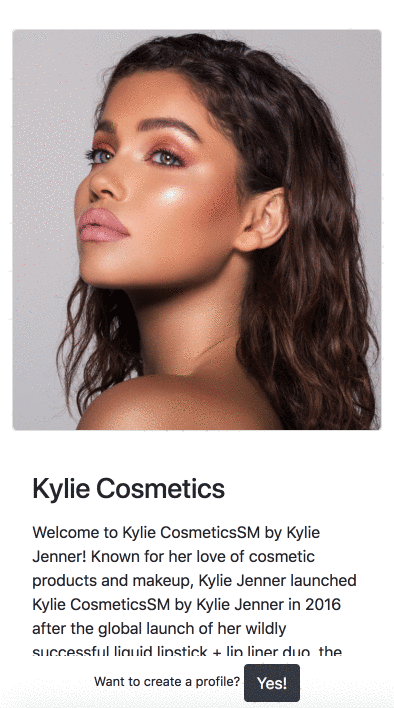 Kylie Cosmetics
Welcome to Kylie CosmeticsSM by Kylie
Jenner! Known for her love of cosmetic
products and makeup, Kylie Jenner launched
Kylie CosmeticsSM by Kylie Jenner in 2016
after the global launch of her wildly
successful liquid lipstick + lip liner duo, the
Want to create a profile? Yes!